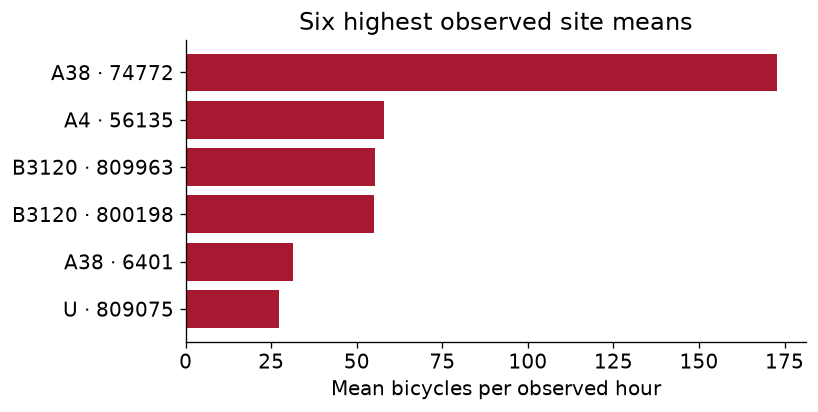 Six highest observed site means
A38 · 74772
A4 · 56135
B3120 · 809963
B3120 · 800198
A38 · 6401
U · 809075
0 25 50 75 100 125 150 175
Mean bicycles per observed hour